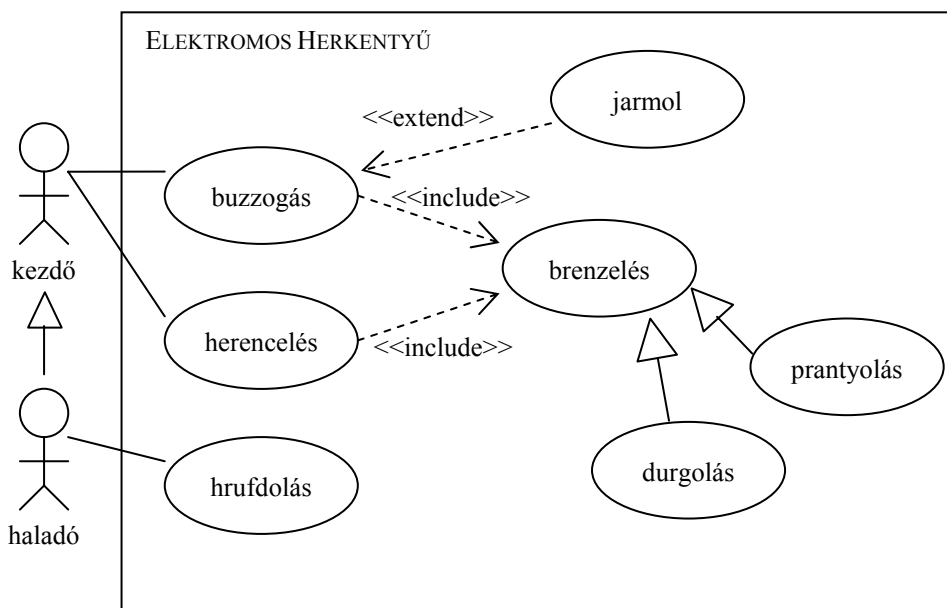 ELEKTROMOS HERKENTYŰ
jarmol
<<extend>>
buzzogás
<<include>>
brenzelés
kezdő
herencelés
<<include>>
prantyolás
durgolás
hrufdolás
haladó